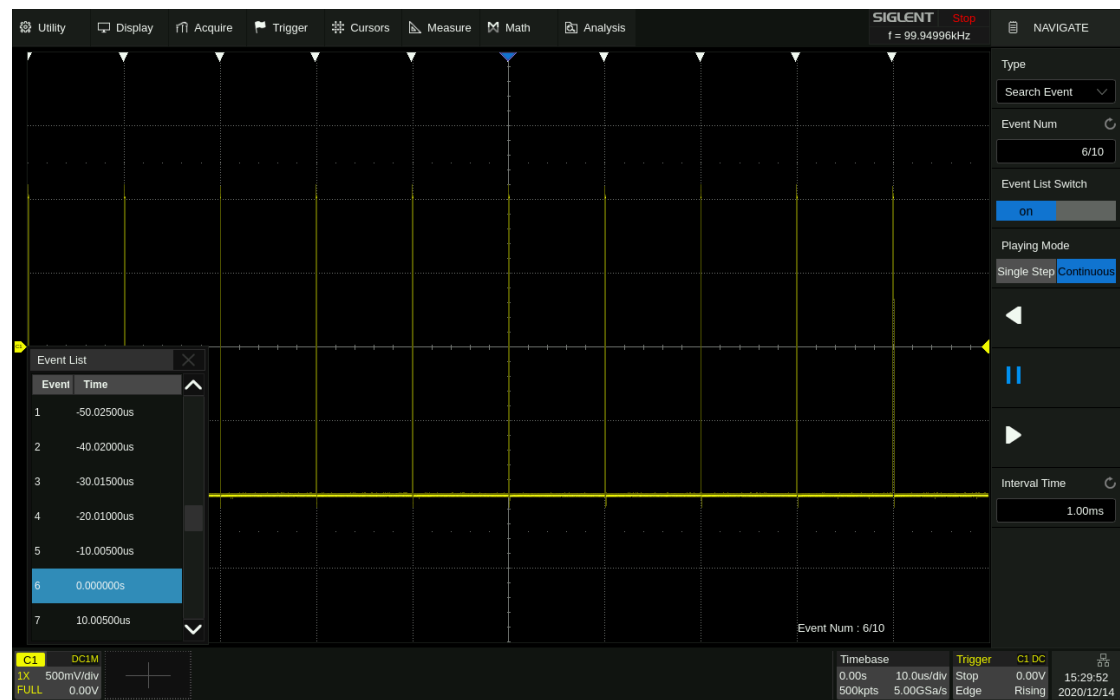 Utility Display Acquire Trigger Cursors Measure Math Analysis
SIGLENT Stop
f = 99.94996kHz
NAVIGATE
Type
Search Event
Event Num
6/10
Event List Switch
on
Playing Mode
Single Step Continuous
Interval Time
1.00ms
C1
Event List
Event Time
1 -50.02500us
2 -40.02000us
3 -30.01500us
4 -20.01000us
5 -10.00500us
6 0.000000s
7 10.00500us
Event Num : 6/10
C1 DC1M
1X 500mV/div
FULL 0.00V
Timebase
0.00s 10.0us/div
500kpts 5.00GSa/s
Trigger C1 DC
Stop 0.00V
Edge Rising
15:29:52
2020/12/14